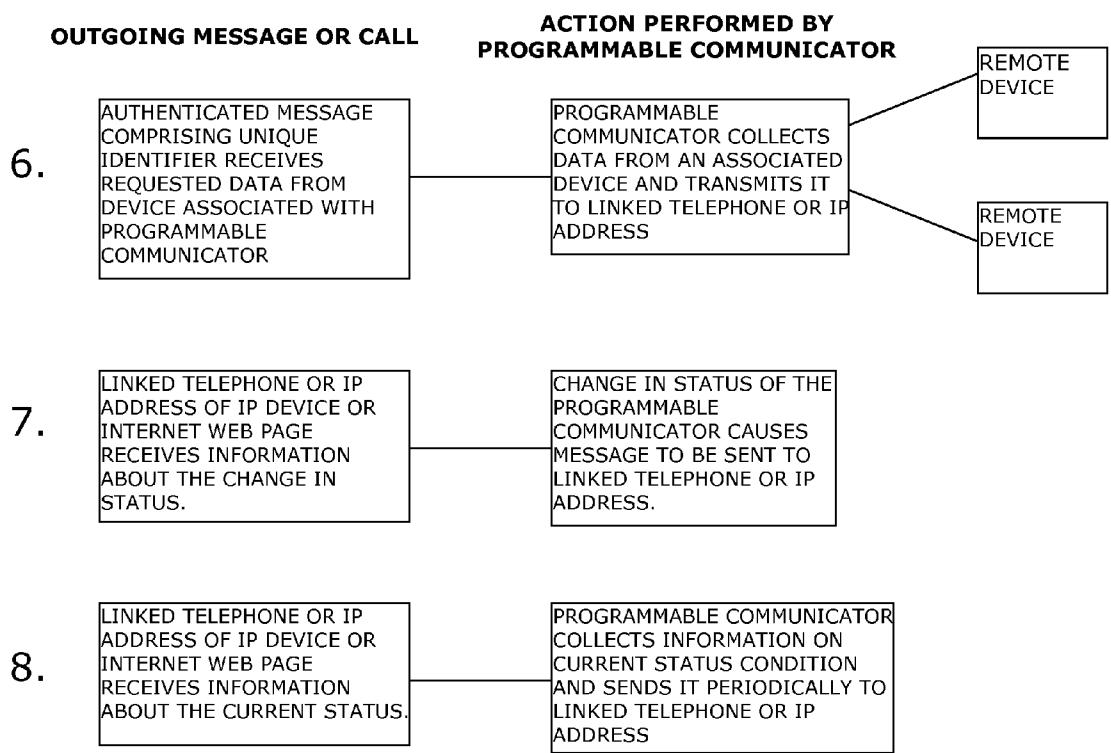 OUTGOING MESSAGE OR CALL
ACTION PERFORMED BY
PROGRAMMABLE COMMUNICATOR
6.
AUTHENTICATED MESSAGE
COMPRISING UNIQUE
IDENTIFIER RECEIVES
REQUESTED DATA FROM
DEVICE ASSOCIATED WITH
PROGRAMMABLE
COMMUNICATOR
PROGRAMMABLE
COMMUNICATOR COLLECTS
DATA FROM AN ASSOCIATED
DEVICE AND TRANSMITS IT
TO LINKED TELEPHONE OR IP
ADDRESS
REMOTE
DEVICE
REMOTE
DEVICE
7.
LINKED TELEPHONE OR IP
ADDRESS OF IP DEVICE OR
INTERNET WEB PAGE
RECEIVES INFORMATION
ABOUT THE CHANGE IN
STATUS.
CHANGE IN STATUS OF THE
PROGRAMMABLE
COMMUNICATOR CAUSES
MESSAGE TO BE SENT TO
LINKED TELEPHONE OR IP
ADDRESS.
8.
LINKED TELEPHONE OR IP
ADDRESS OF IP DEVICE OR
INTERNET WEB PAGE
RECEIVES INFORMATION
ABOUT THE CURRENT STATUS.
PROGRAMMABLE COMMUNICATOR
COLLECTS INFORMATION ON
CURRENT STATUS CONDITION
AND SENDS IT PERIODICALLY TO
LINKED TELEPHONE OR IP
ADDRESS